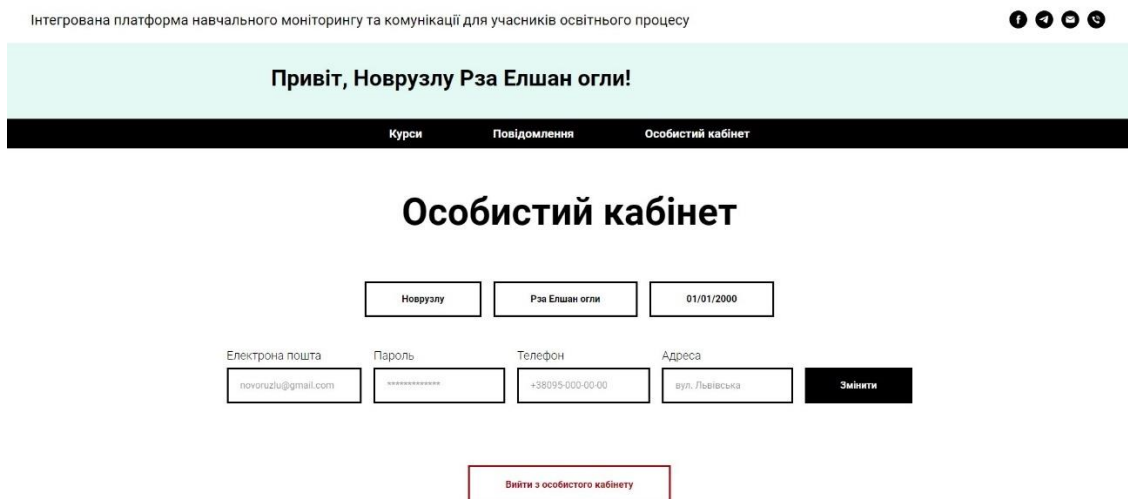 Інтегрована платформа навчального моніторингу та комунікації для учасників освітнього процесу
Привіт, Новрузлу Рза Елшан огли!
Курси Повідомлення Особистий кабінет
Особистий кабінет
Новрузлу Рза Елшан огли 01/01/2000
Електрона пошта Пароль Телефон Адреса
novoruzlu@gmail.com ************* +38095-000-00-00 вул. Львівська Змінити
Вийти з особистого кабінету